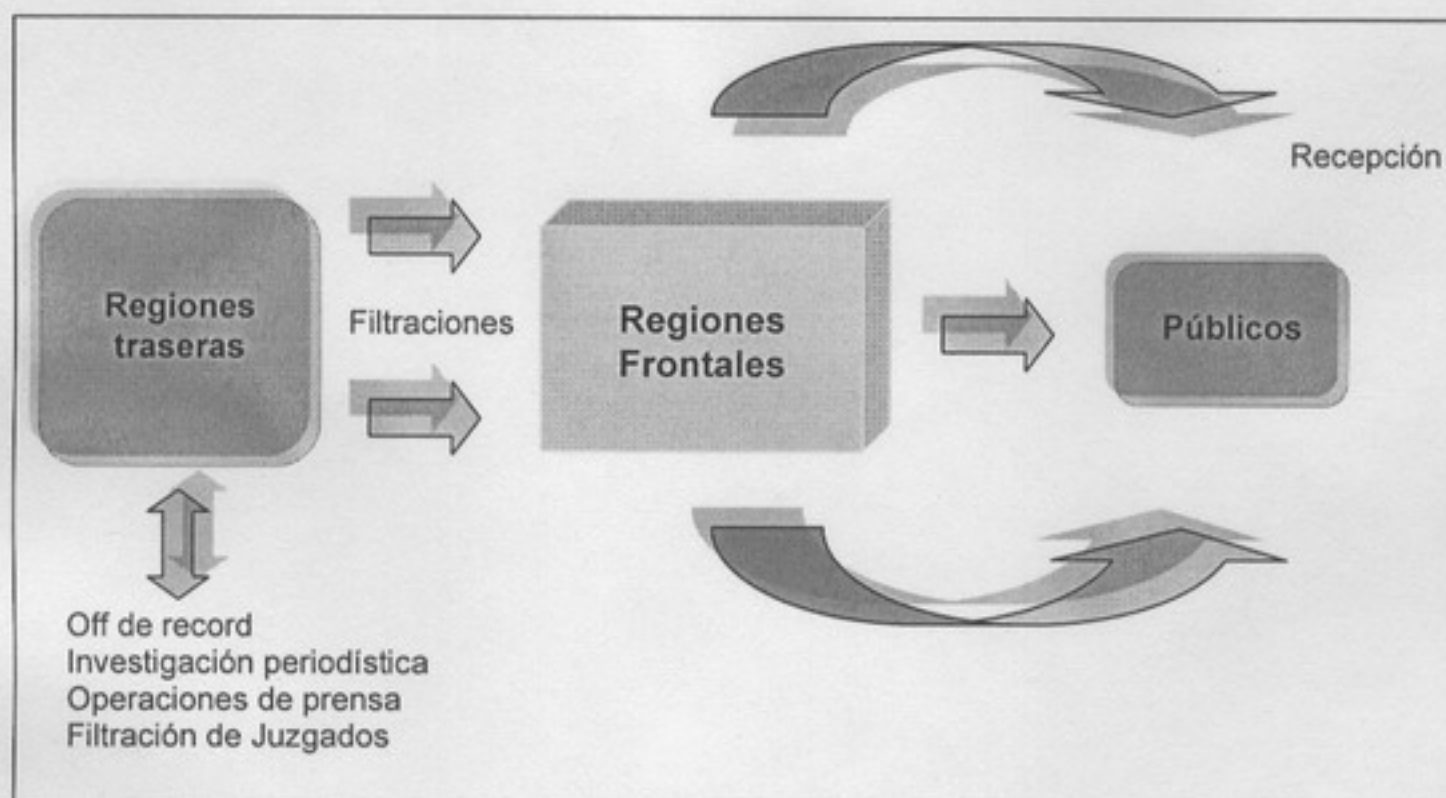 Recepción
Regiones
traseras
Filtraciones
Regiones
Frontales
Públicos
Off de record
Investigación periodística
Operaciones de prensa
Filtración de Juzgados